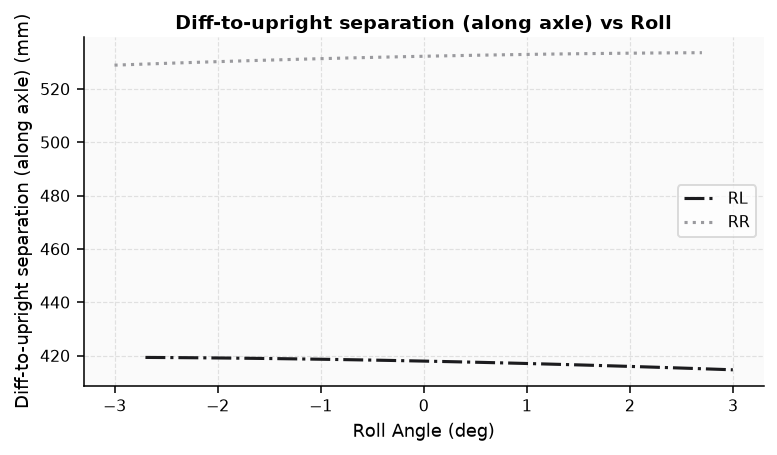 Diff-to-upright separation (along axle) vs Roll
Diff-to-upright separation (along axle) (mm)
520
500
480
460
440
420
RL
RR
−3
−2
−1
0
1
2
3
Roll Angle (deg)